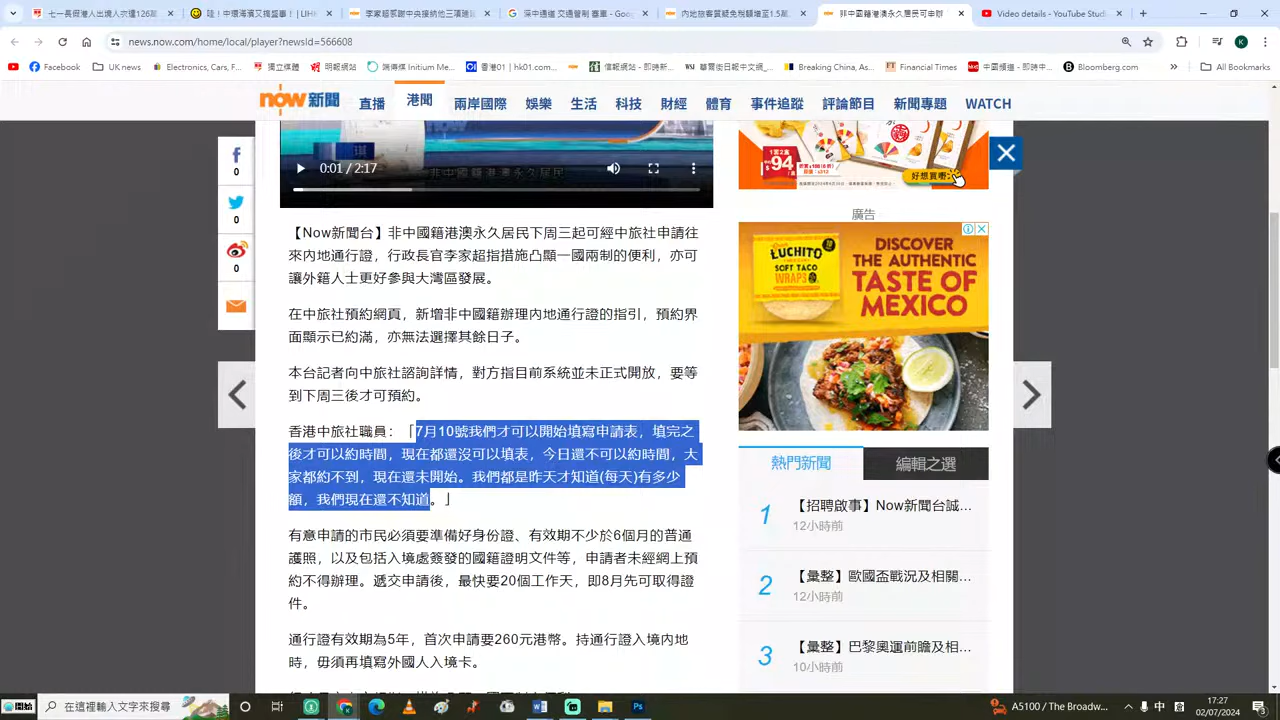 一長假港人出境人次達126萬
哇！中環海濱又搞盛事！| LIHK
李家超感謝中央接納他三項建
深中通道 交通管制 塞車 - Goo
內地旅客質減免稅額增至1.5萬
非中國籍港澳永久居民可申辦
Video details - YouTube Studio
news.now.com/home/local/player?newsId=566608
K
Facebook
UK news
Electronics, Cars, F...
獨立媒體
明報網站
端傳媒 Initium Me...
香港01 | hk01.com...
信報網站 - 即時新...
華爾街日報中文網_...
Breaking China, As...
Financial Times
中國頻道 - 即時中...
Bloomberg.com
All Bookmarks
now 新聞
直播 港聞 兩岸國際 娛樂 生活 科技 財經 體育 事件追蹤 評論節目 新聞專題 WATCH
0
0
0
0:01 / 2:17
$94
好想買啲
廣告
LUCHITO
SOFT TACO
WRAPS
DISCOVER
THE AUTHENTIC
TASTE OF
MEXICO
【Now新聞台】非中國籍港澳永久居民下周三起可經中旅社申請往
來內地通行證，行政長官李家超指措施凸顯一國兩制的便利，亦可
讓外籍人士更好參與大灣區發展。
在中旅社預約網頁，新增非中國籍辦理內地通行證的指引，預約界
面顯示已約滿，亦無法選擇其餘日子。
本台記者向中旅社諮詢詳情，對方指目前系統並未正式開放，要等
到下周三後才可預約。
香港中旅社職員：「7月10號我們才可以開始填寫申請表，填完之
後才可以約時間，現在都還沒可以填表，今日還不可以約時間，大
家都約不到，現在還未開始。我們都是昨天才知道(每天)有多少
額，我們現在還不知道。」
有意申請的市民必須要準備好身份證、有效期不少於6個月的普通
護照，以及包括入境處簽發的國籍證明文件等，申請者未經網上預
約不得辦理。遞交申請後，最快要20個工作天，即8月先可取得證
件。
通行證有效期為5年，首次申請要260元港幣。持通行證入境內地
時，毋須再填寫外國人入境卡。
熱門新聞
編輯之選
1
【招聘啟事】Now新聞台誠...
12小時前
2
【彙整】歐國盃戰況及相關...
12小時前
3
【彙整】巴黎奧運前瞻及相...
10小時前
開始
在這裡輸入文字來搜尋
A5100 / The Broadw...
中
17:27
02/07/2024